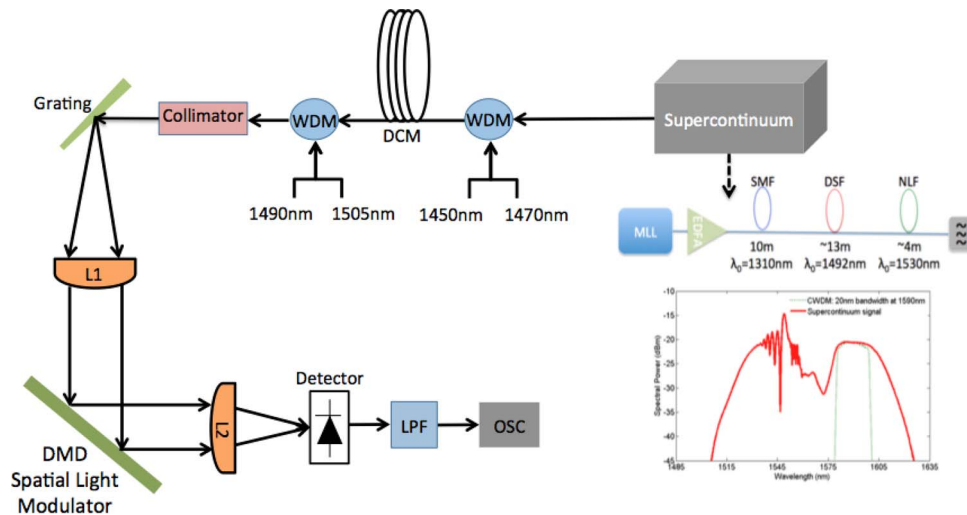 Grating
Collimator
WDM
DCM
WDM
Supercontinuum
1490nm 1505nm
1450nm 1470nm
SMF DSF NLF
MLL
EDFA
10m ~13m ~4m
λ₀=1310nm λ₀=1492nm λ₀=1530nm
L1
CWDM: 20nm bandwidth at 1590nm
Supercontinuum signal
Spectral Power (dBm)
-10
-15
-20
-25
-30
-35
-40
-45
1485 1515 1545 1575 1605 1635
Wavelength (nm)
Detector
L2
LPF
OSC
DMD
Spatial Light
Modulator